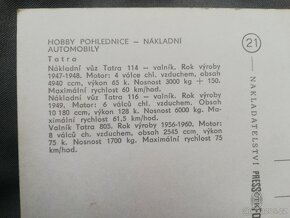 HOBBY POHLEDNICE – NÁKLADNÍ
AUTOMOBILY
Tatra
Nákladní vůz Tatra 114 – valník. Rok výroby
1947-1948. Motor: 4 válce chl. vzduchem, obsah
4940 ccm, výkon 65 k. Nosnost 3000 kg + 150.
Maximální rychlost 60 km/hod.
Nákladní vůz Tatra 116 – valník. Rok výroby
1949. Motor: 6 válců chl. vzduchem. Obsah
10 180 ccm, výkon 128 k. Nosnost 6000 kg.
Maximální rychlost 61,5 km/hod.
Valník Tatra 805. Rok výroby 1956-1960. Motor:
8 válců chl. vzduchem, obsah 2545 ccm, výkon
75 k. Nosnost 1700 kg. Maximální rychlost 75
km/hod.
21
NAKLADATELSTVÍ PRESSFOTO